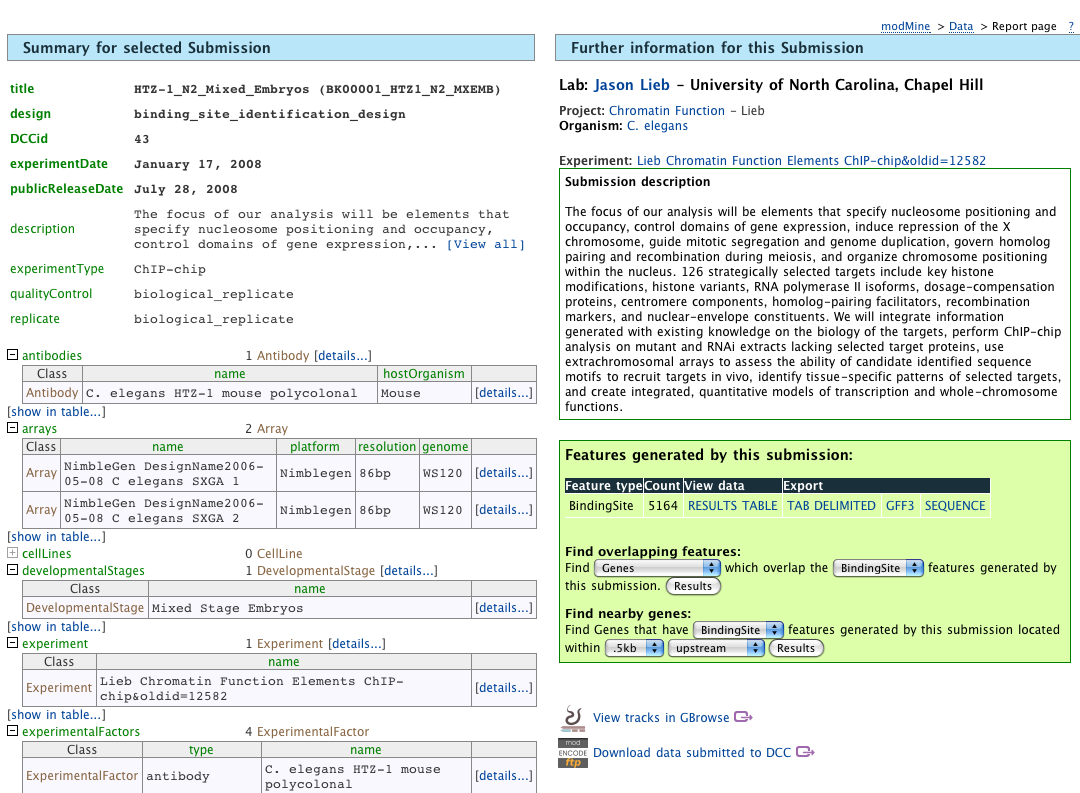 modMine > Data > Report page ?
Summary for selected Submission
title HTZ-1_N2_Mixed_Embryos (BK00001_HTZ1_N2_MXEMB)
design binding_site_identification_design
DCCid 43
experimentDate January 17, 2008
publicReleaseDate July 28, 2008
description The focus of our analysis will be elements that
specify nucleosome positioning and occupancy,
control domains of gene expression,... [View all]
experimentType ChIP-chip
qualityControl biological_replicate
replicate biological_replicate
antibodies 1 Antibody [details...]
Class name hostOrganism
Antibody C. elegans HTZ-1 mouse polycolonal Mouse [details...]
[show in table...]
arrays 2 Array
Class name platform resolution genome
Array NimbleGen DesignName2006-
05-08 C elegans SXGA 1 Nimblegen 86bp WS120 [details...]
Array NimbleGen DesignName2006-
05-08 C elegans SXGA 2 Nimblegen 86bp WS120 [details...]
[show in table...]
cellLines 0 CellLine
developmentalStages 1 DevelopmentalStage [details...]
Class name
DevelopmentalStage Mixed Stage Embryos [details...]
[show in table...]
experiment 1 Experiment [details...]
Class name
Experiment Lieb Chromatin Function Elements ChIP-
chip&oldid=12582 [details...]
[show in table...]
experimentalFactors 4 ExperimentalFactor
Class type name
ExperimentalFactor antibody C. elegans HTZ-1 mouse
polycolonal [details...]
Further information for this Submission
Lab: Jason Lieb - University of North Carolina, Chapel Hill
Project: Chromatin Function - Lieb
Organism: C. elegans
Experiment: Lieb Chromatin Function Elements ChIP-chip&oldid=12582
Submission description
The focus of our analysis will be elements that specify nucleosome positioning and
occupancy, control domains of gene expression, induce repression of the X
chromosome, guide mitotic segregation and genome duplication, govern homolog
pairing and recombination during meiosis, and organize chromosome positioning
within the nucleus. 126 strategically selected targets include key histone
modifications, histone variants, RNA polymerase II isoforms, dosage-compensation
proteins, centromere components, homolog-pairing facilitators, recombination
markers, and nuclear-envelope constituents. We will integrate information
generated with existing knowledge on the biology of the targets, perform ChIP-chip
analysis on mutant and RNAi extracts lacking selected target proteins, use
extrachromosomal arrays to assess the ability of candidate identified sequence
motifs to recruit targets in vivo, identify tissue-specific patterns of selected targets,
and create integrated, quantitative models of transcription and whole-chromosome
functions.
Features generated by this submission:
Feature type Count View data Export
BindingSite 5164 RESULTS TABLE TAB DELIMITED GFF3 SEQUENCE
Find overlapping features:
Find Genes which overlap the BindingSite features generated by
this submission. Results
Find nearby genes:
Find Genes that have BindingSite features generated by this submission located
within .5kb upstream Results
View tracks in GBrowse
mod
ENCODE
ftp
Download data submitted to DCC